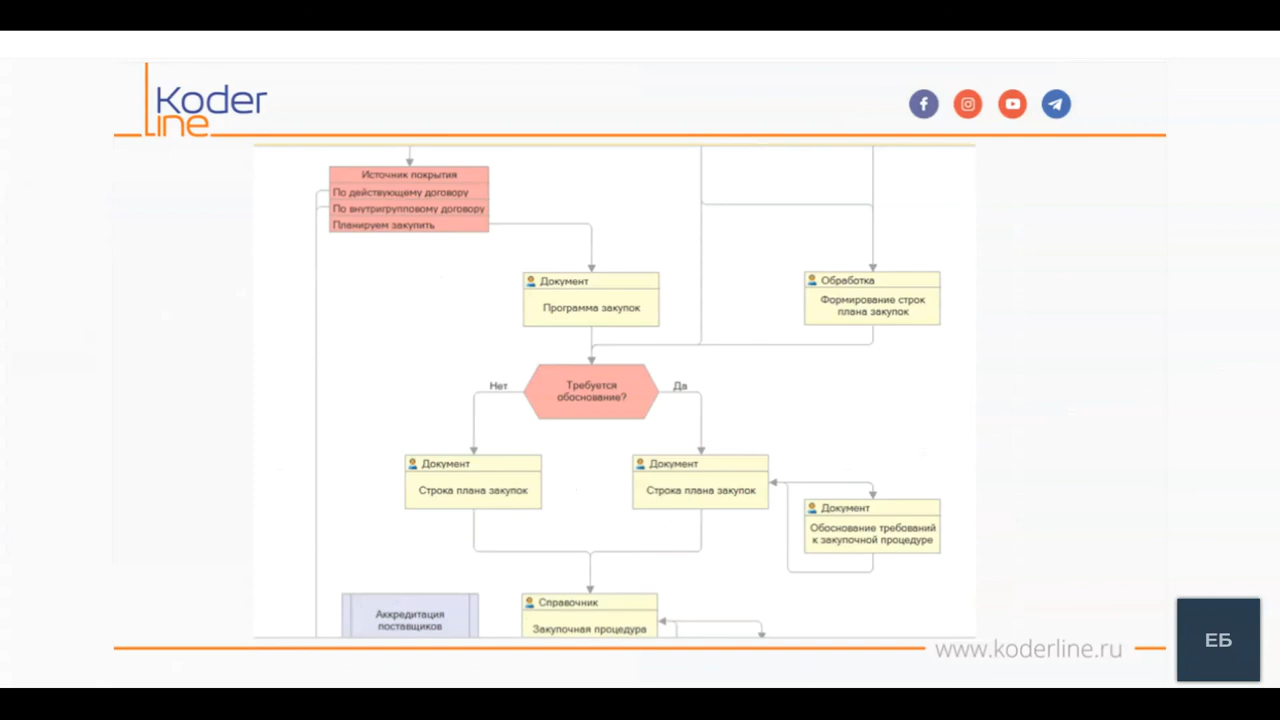 Koder
line
Источник покрытия
По действующему договору
По внутригрупповому договору
Планируем закупить
Документ
Программа закупок
Обработка
Формирование строк
плана закупок
Требуется
обоснование?
Нет
Да
Документ
Строка плана закупок
Документ
Строка плана закупок
Документ
Обоснование требований
к закупочной процедуре
Аккредитация
поставщиков
Справочник
Закупочная процедура
www.koderline.ru
ЕБ